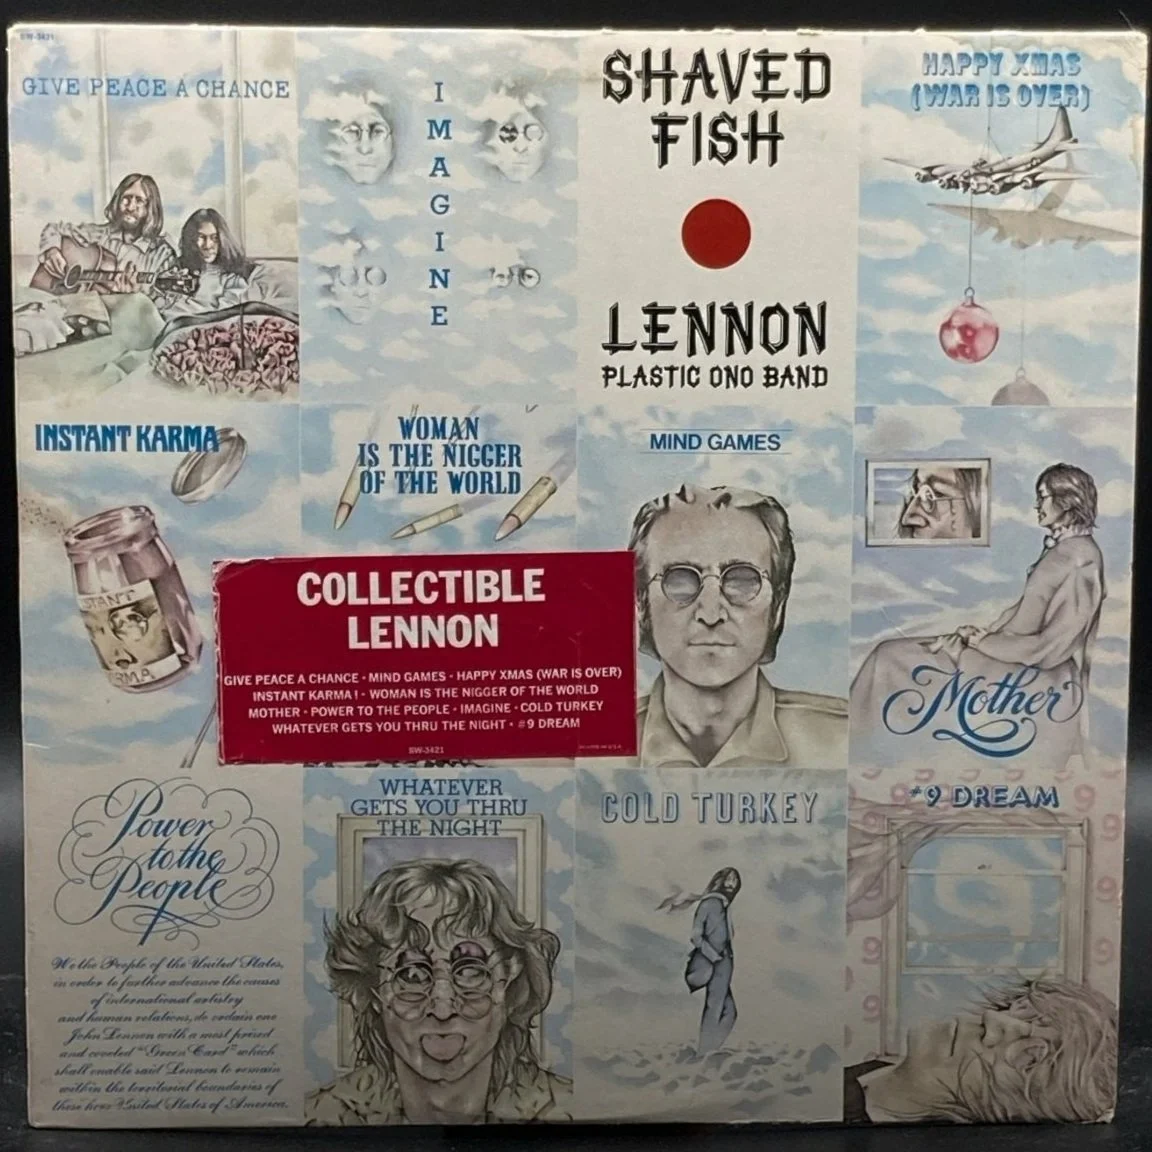 SW-3421
GIVE PEACE A CHANCE
IMAGINE
SHAVED
FISH
LENNON
PLASTIC ONO BAND
HAPPY XMAS
(WAR IS OVER)
INSTANT KARMA
WOMAN
IS THE NIGGER
OF THE WORLD
MIND GAMES
Mother
COLLECTIBLE
LENNON
GIVE PEACE A CHANCE • MIND GAMES • HAPPY XMAS (WAR IS OVER)
INSTANT KARMA! • WOMAN IS THE NIGGER OF THE WORLD
MOTHER • POWER TO THE PEOPLE • IMAGINE • COLD TURKEY
WHATEVER GETS YOU THRU THE NIGHT • #9 DREAM
SW-3421
Power
to the
People
We the People of the United States,
in order to further advance the causes
of international artistry
and human relations, do ordain one
John Lennon with a most prized
and coveted "Green Card" which
shall enable said Lennon to remain
within the territorial boundaries of
these here United States of America.
WHATEVER
GETS YOU THRU
THE NIGHT
COLD TURKEY
#9 DREAM